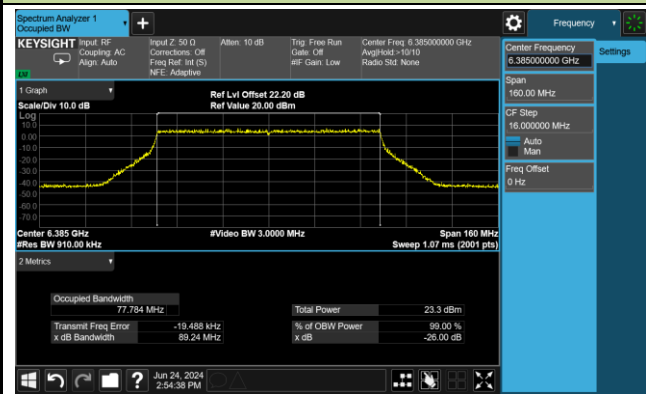 Spectrum Analyzer 1
Occupied BW
Frequency
KEYSIGHT
Input: RF
Coupling: AC
Align: Auto
Input Z: 50 Ω
Corrections: Off
Freq Ref: Int (S)
NFE: Adaptive
Atten: 10 dB
Trig: Free Run
Gate: Off
#IF Gain: Low
Center Freq: 6.385000000 GHz
Avg|Hold:>10/10
Radio Std: None
Center Frequency
6.385000000 GHz
Settings
Span
160.00 MHz
CF Step
16.000000 MHz
Auto
Man
Freq Offset
0 Hz
1 Graph
Scale/Div 10.0 dB
Ref Lvl Offset 22.20 dB
Ref Value 20.00 dBm
Log
10.0
0.00
-10.0
-20.0
-30.0
-40.0
-50.0
-60.0
-70.0
Center 6.385 GHz
#Res BW 910.00 kHz
#Video BW 3.0000 MHz
Span 160 MHz
Sweep 1.07 ms (2001 pts)
2 Metrics
Occupied Bandwidth
77.784 MHz
Total Power
23.3 dBm
Transmit Freq Error
-19.488 kHz
% of OBW Power
99.00 %
x dB Bandwidth
89.24 MHz
x dB
-26.00 dB
Jun 24, 2024
2:54:38 PM